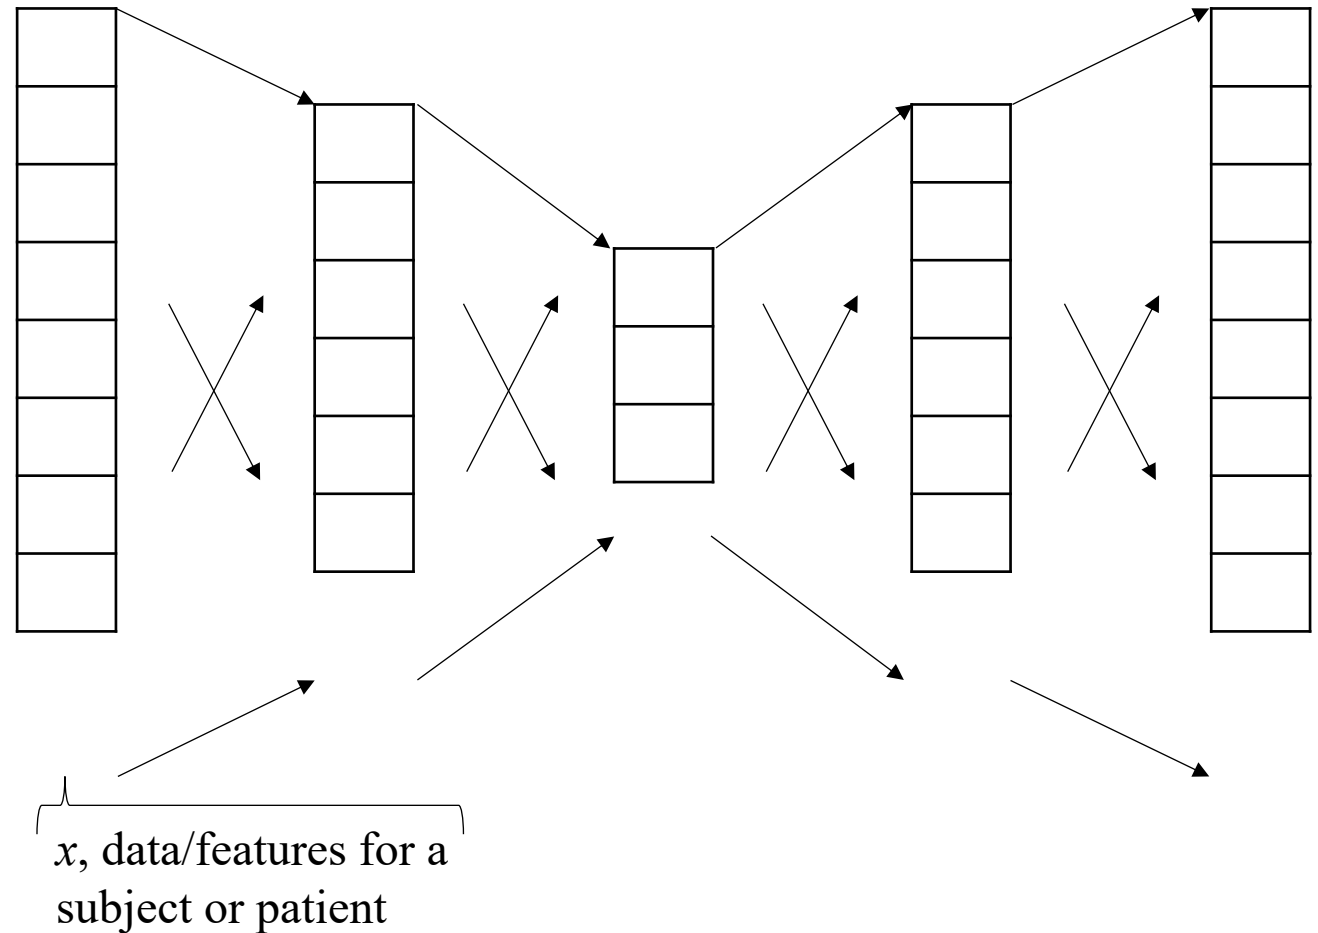 x, data/features for a
subject or patient